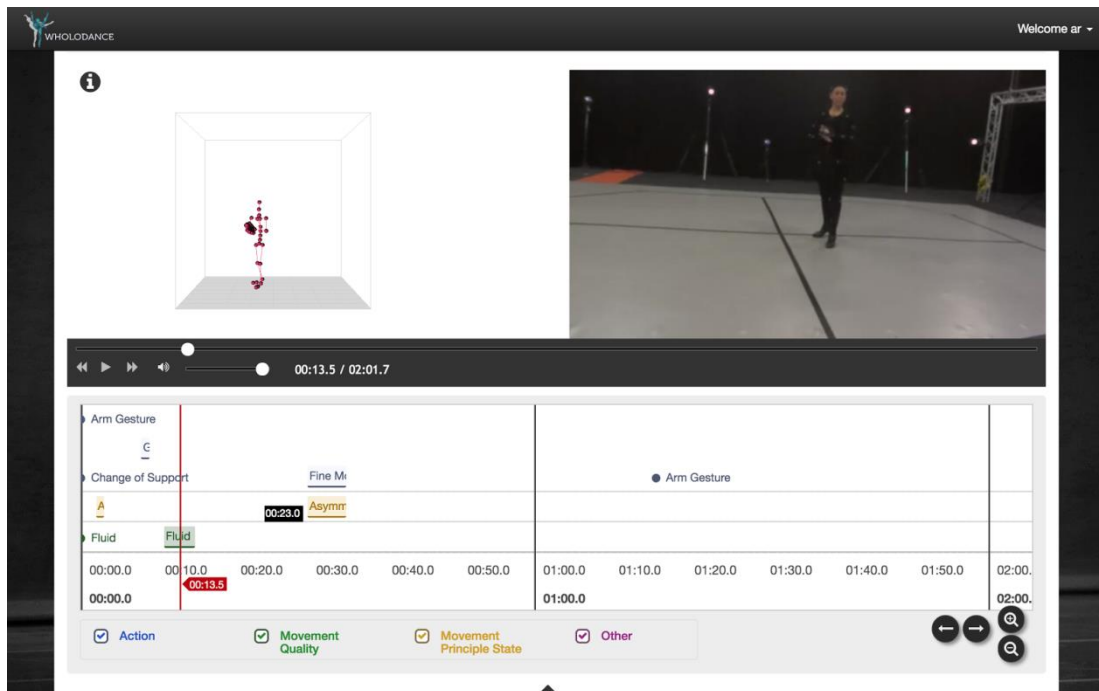 WHOLODANCE
Welcome ar
00:13.5 / 02:01.7
Arm Gesture
G
Change of Support
Fine Mo
Arm Gesture
A
00:23.0
Asymm
Fluid
Fluid
00:00.0 00:10.0 00:20.0 00:30.0 00:40.0 00:50.0 01:00.0 01:10.0 01:20.0 01:30.0 01:40.0 01:50.0 02:00.
00:13.5
00:00.0 01:00.0 02:00.
Action
Movement
Quality
Movement
Principle State
Other